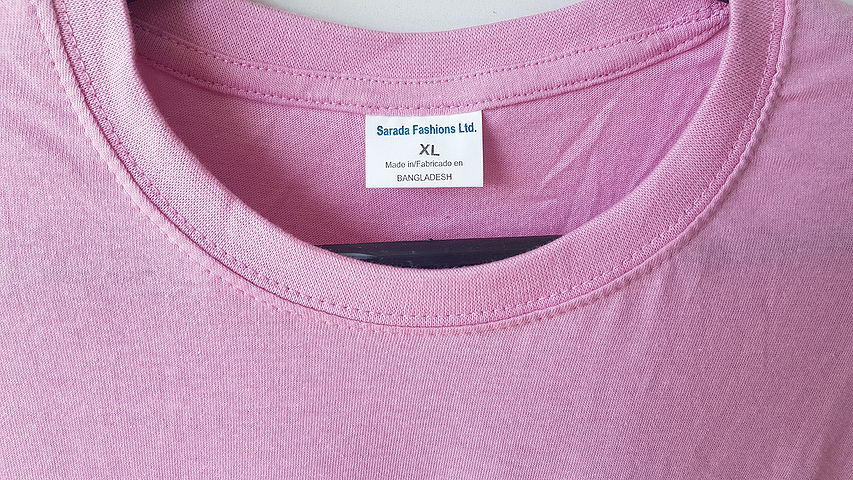 Sarada Fashions Ltd.
XL
Made in/Fabricado en
BANGLADESH